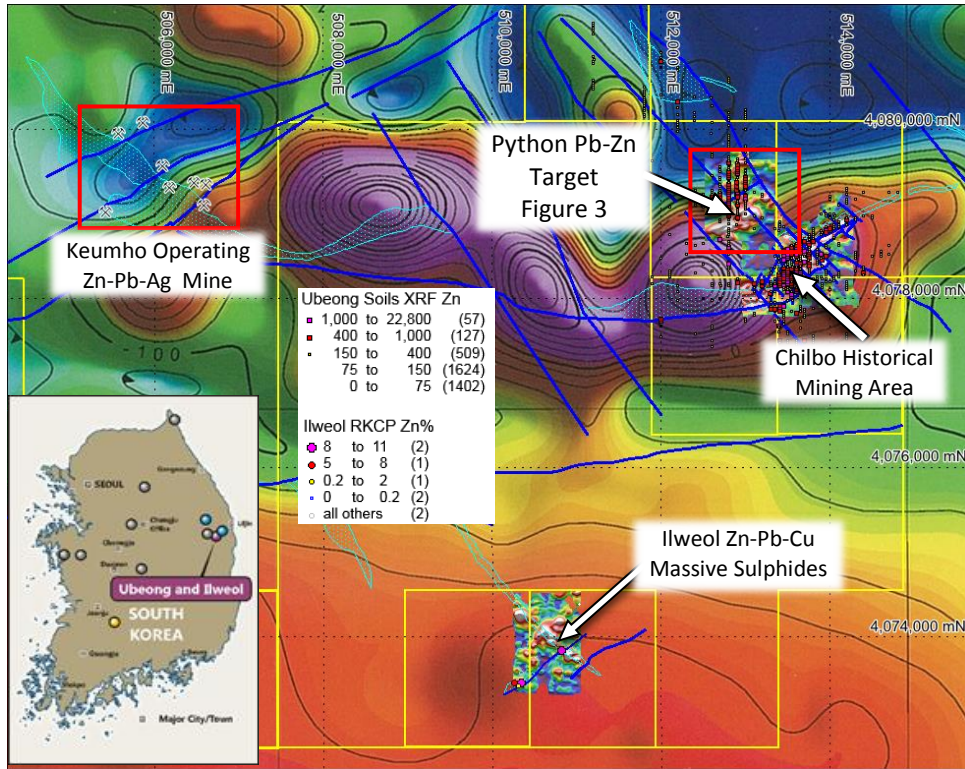 506,000 mE
508,000 mE
510,000 mE
512,000 mE
514,000 mE
4,080,000 mN
Python Pb-Zn
Target
Figure 3
Keumho Operating
Zn-Pb-Ag Mine
4,078,000 mN
Ubeong Soils XRF Zn
1,000 to 22,800 (57)
400 to 1,000 (127)
150 to 400 (509)
75 to 150 (1624)
0 to 75 (1402)
Ilweol RKCP Zn%
8 to 11 (2)
5 to 8 (1)
0.2 to 2 (1)
0 to 0.2 (2)
all others (2)
Chilbo Historical
Mining Area
-100
0
4,076,000 mN
Ilweol Zn-Pb-Cu
Massive Sulphides
4,074,000 mN
SEOUL
Ubeong and Ilweol
SOUTH
KOREA
Major City/Town